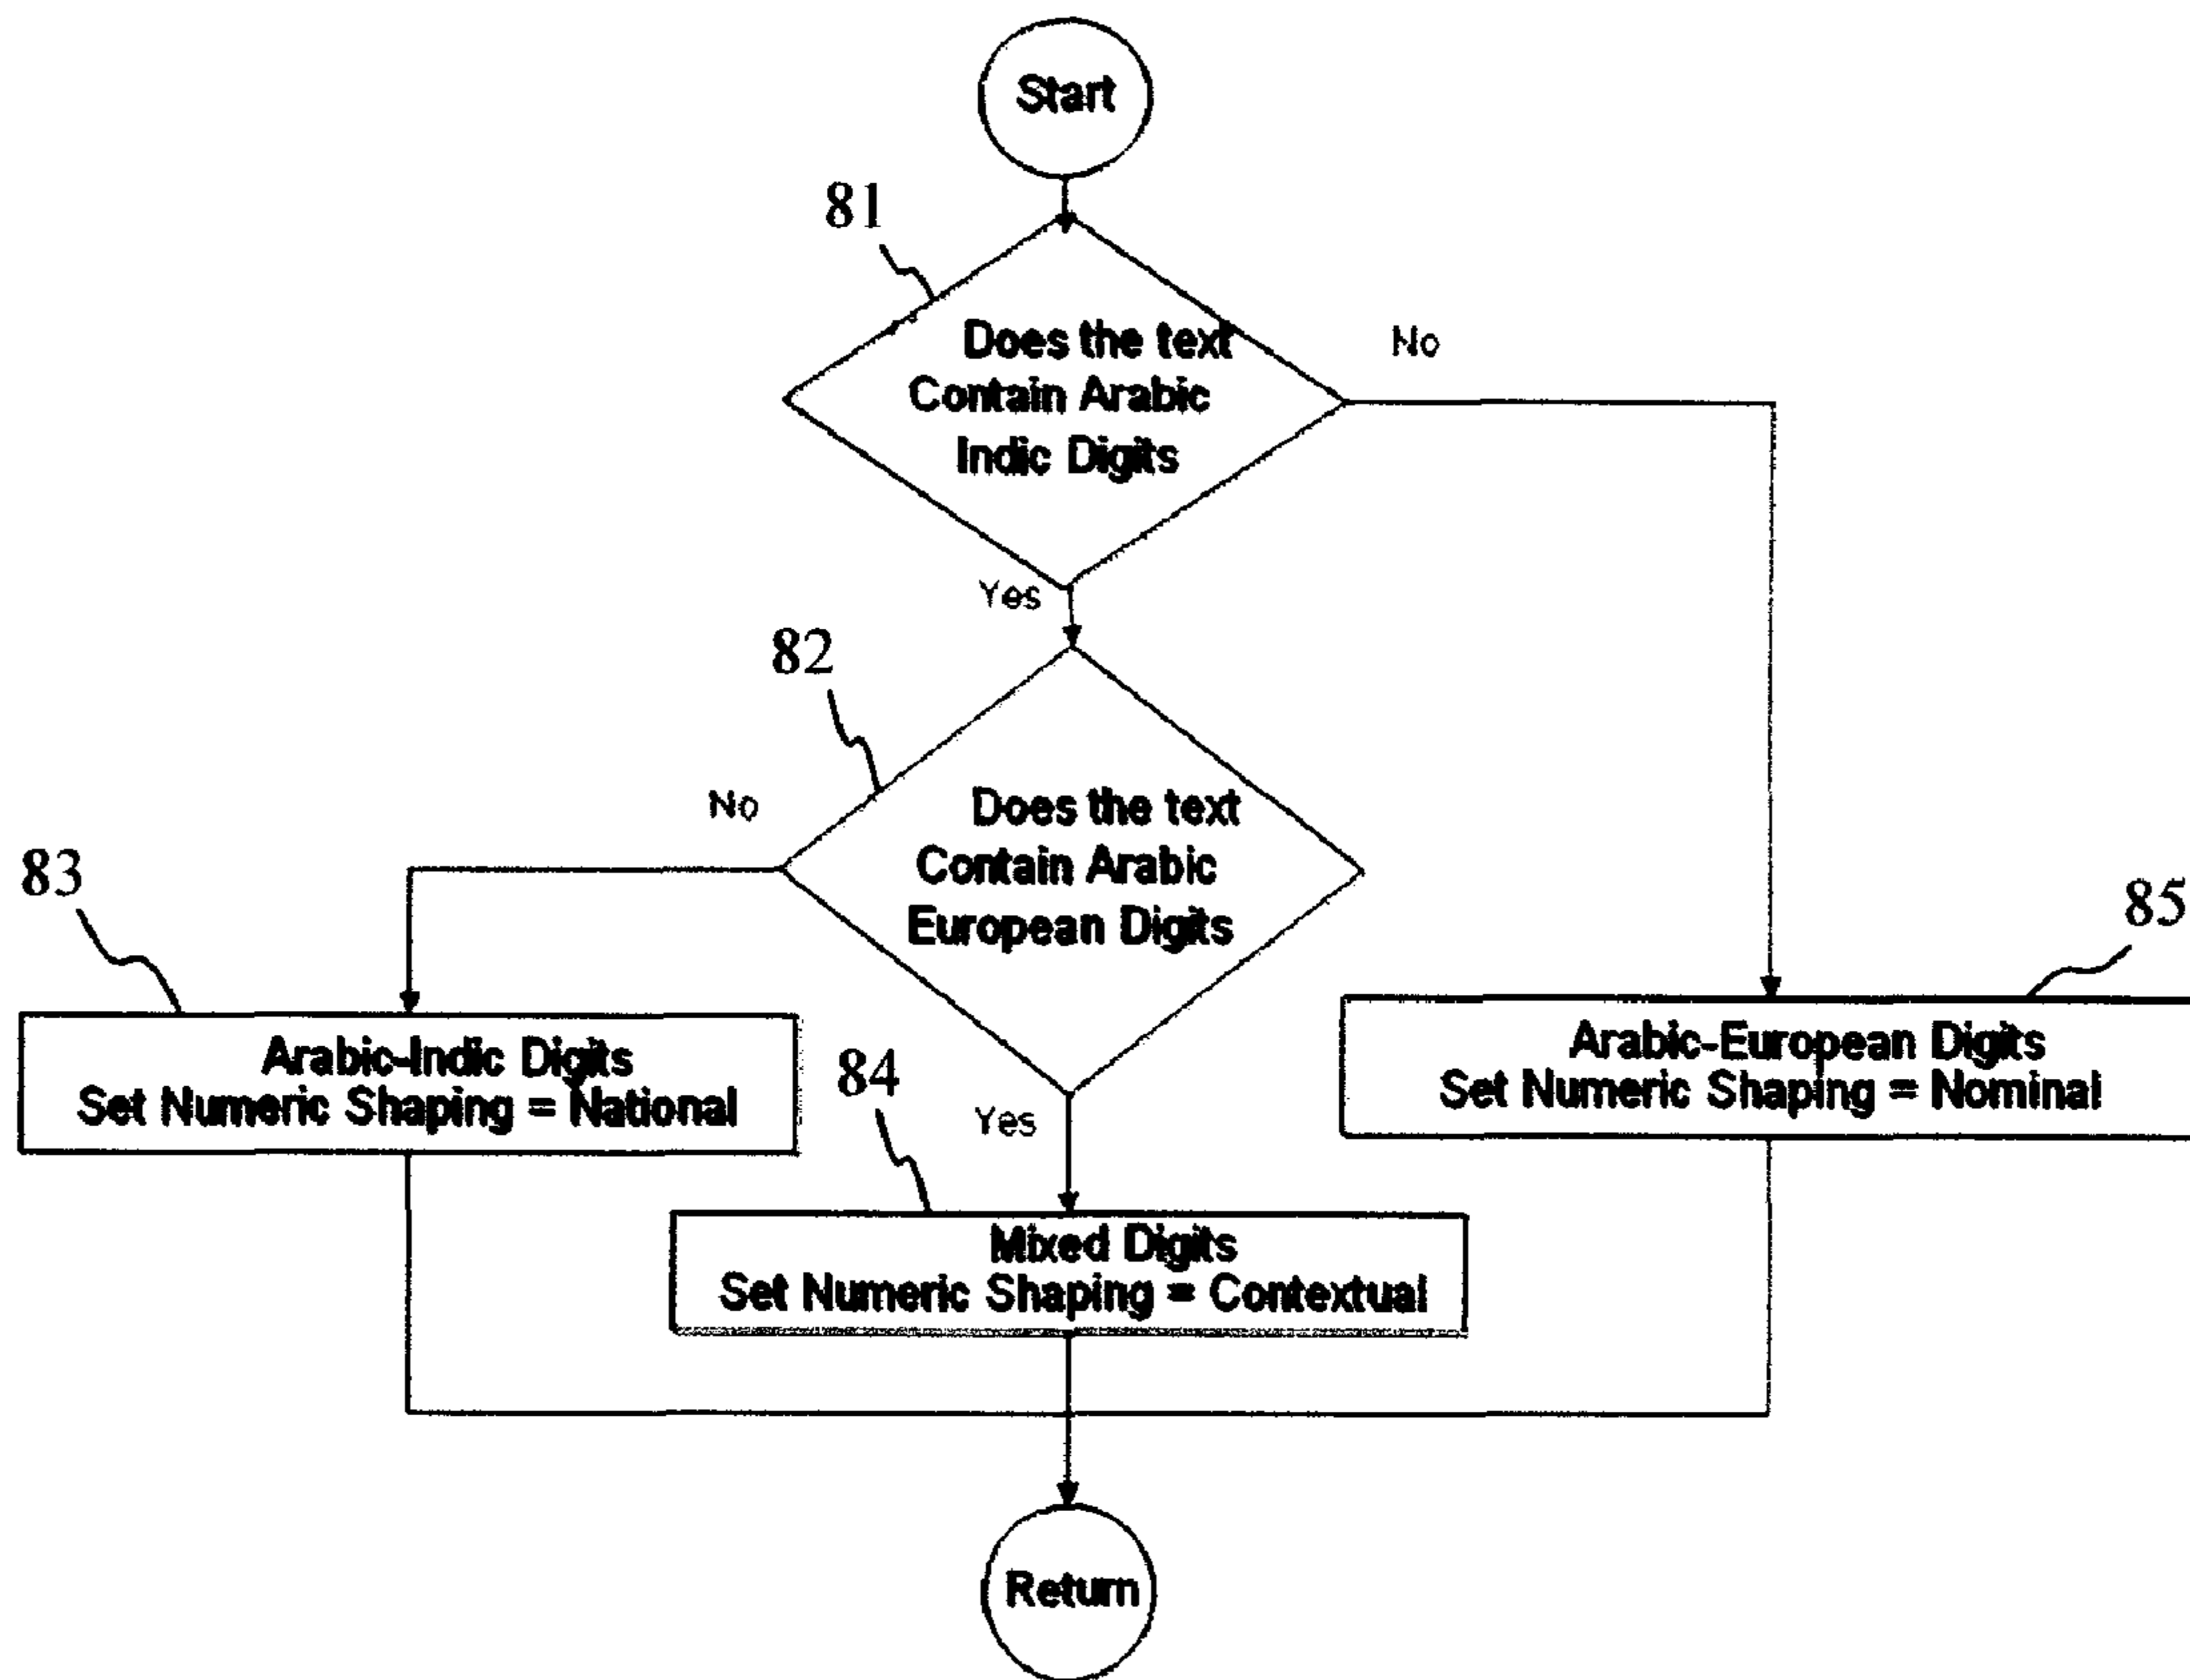 Start
81
Does the text
Contain Arabic
Indic Digits
No
Yes
82
Does the text
Contain Arabic
European Digits
No
83
Arabic-Indic Digits
Set Numeric Shaping = National
85
Arabic-European Digits
Set Numeric Shaping = Nominal
Yes
84
Mixed Digits
Set Numeric Shaping = Contextual
Return